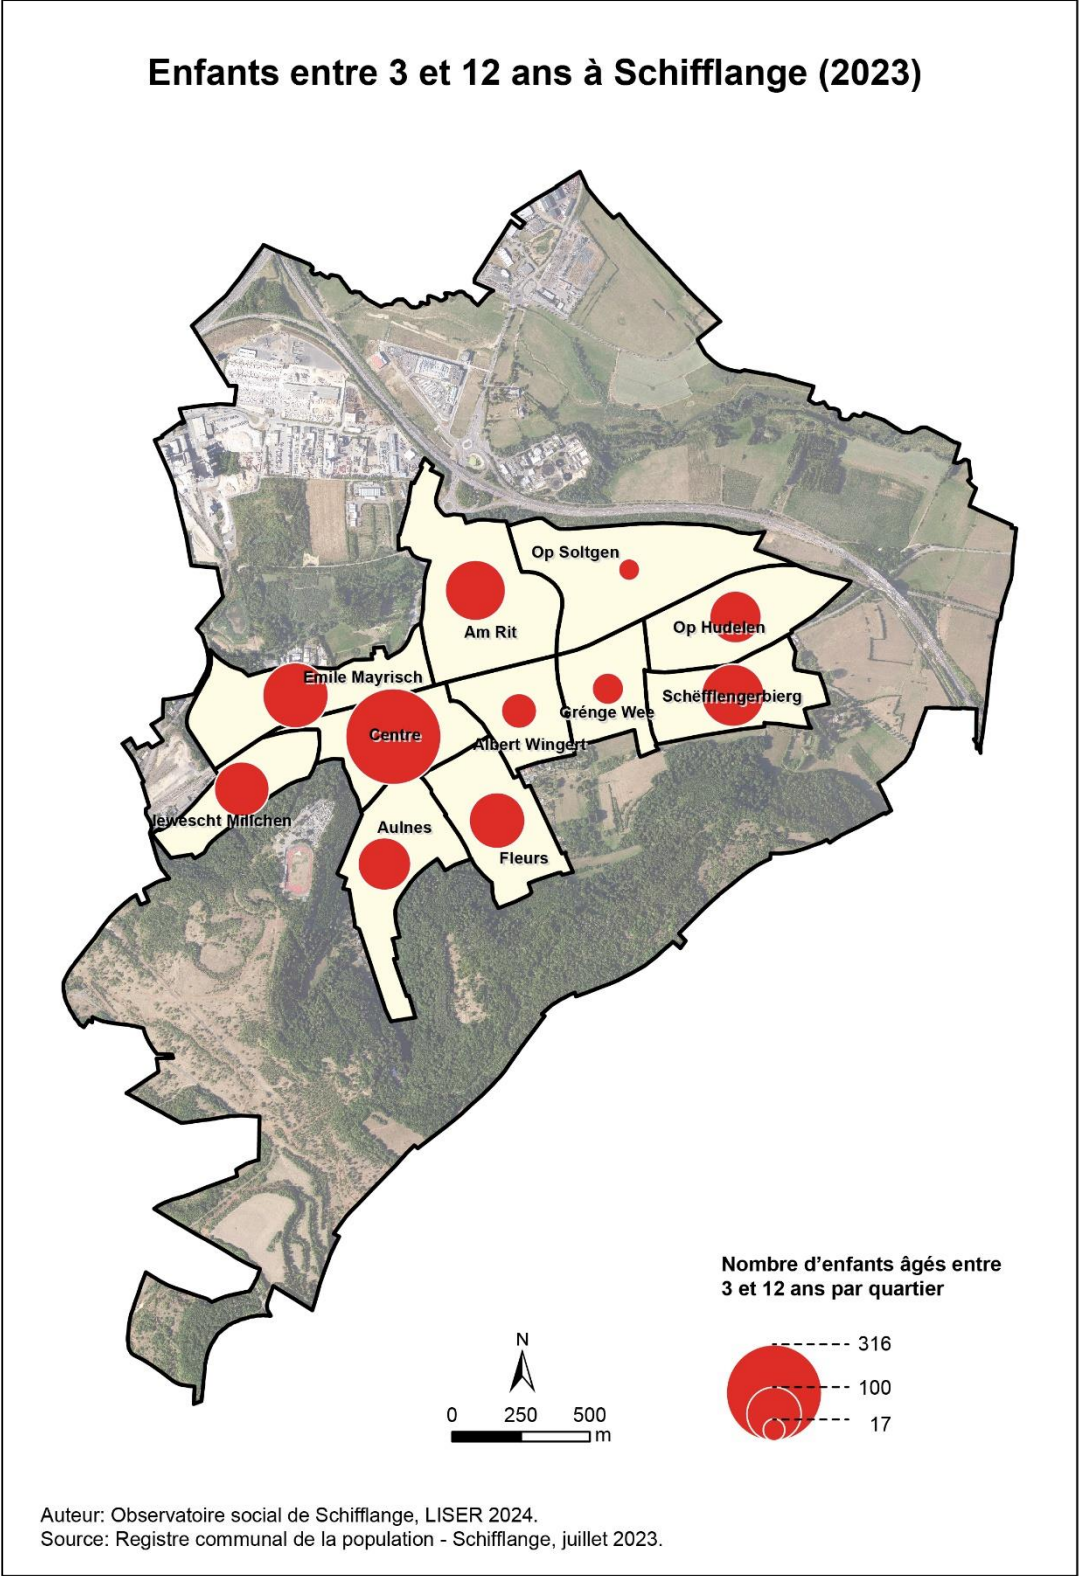 Enfants entre 3 et 12 ans à Schifflange (2023)
Op Soltgen
Am Rit
Op Hudelen
Emile Mayrisch
Schëfflengerbierg
Grénge Wee
Centre
Albert Wingert
Iewescht Millchen
Aulnes
Fleurs
Nombre d'enfants âgés entre
3 et 12 ans par quartier
316
100
17
N
0 250 500
m
Auteur: Observatoire social de Schifflange, LISER 2024.
Source: Registre communal de la population - Schifflange, juillet 2023.